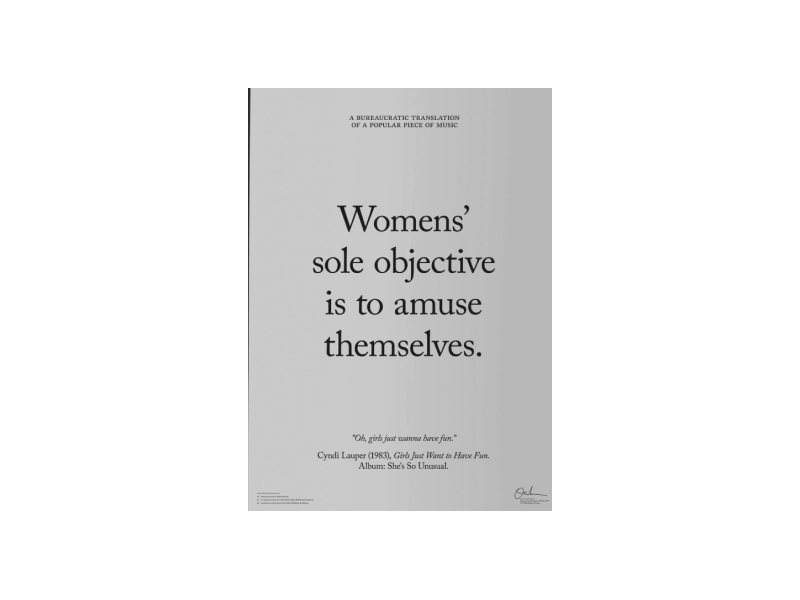 A BUREAUCRATIC TRANSLATION
OF A POPULAR PIECE OF MUSIC
Womens’
sole objective
is to amuse
themselves.
"Oh, girls just wanna have fun."
Cyndi Lauper (1983), Girls Just Want to Have Fun.
Album: She's So Unusual.